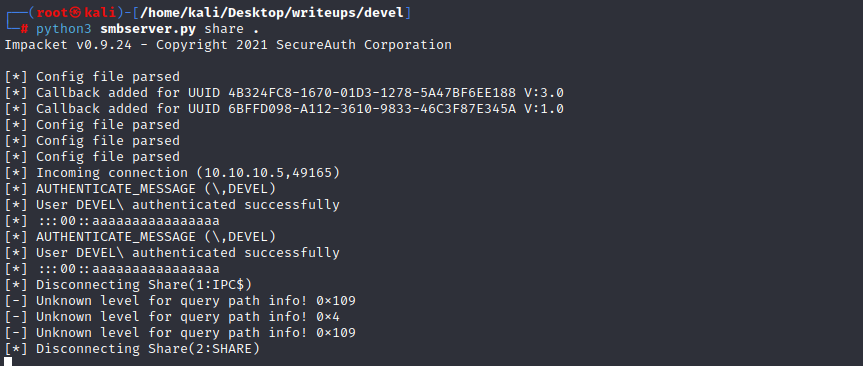 ┌──(root㉿kali)-[/home/kali/Desktop/writeups/devel]
└─# python3 smbserver.py share .
Impacket v0.9.24 - Copyright 2021 SecureAuth Corporation
[*] Config file parsed
[*] Callback added for UUID 4B324FC8-1670-01D3-1278-5A47BF6EE188 V:3.0
[*] Callback added for UUID 6BFFD098-A112-3610-9833-46C3F87E345A V:1.0
[*] Config file parsed
[*] Config file parsed
[*] Config file parsed
[*] Incoming connection (10.10.10.5,49165)
[*] AUTHENTICATE_MESSAGE (\,DEVEL)
[*] User DEVEL\ authenticated successfully
[*] :::00::aaaaaaaaaaaaaaaa
[*] AUTHENTICATE_MESSAGE (\,DEVEL)
[*] User DEVEL\ authenticated successfully
[*] :::00::aaaaaaaaaaaaaaaa
[*] Disconnecting Share(1:IPC$)
[-] Unknown level for query path info! 0×109
[-] Unknown level for query path info! 0×4
[-] Unknown level for query path info! 0×109
[*] Disconnecting Share(2:SHARE)